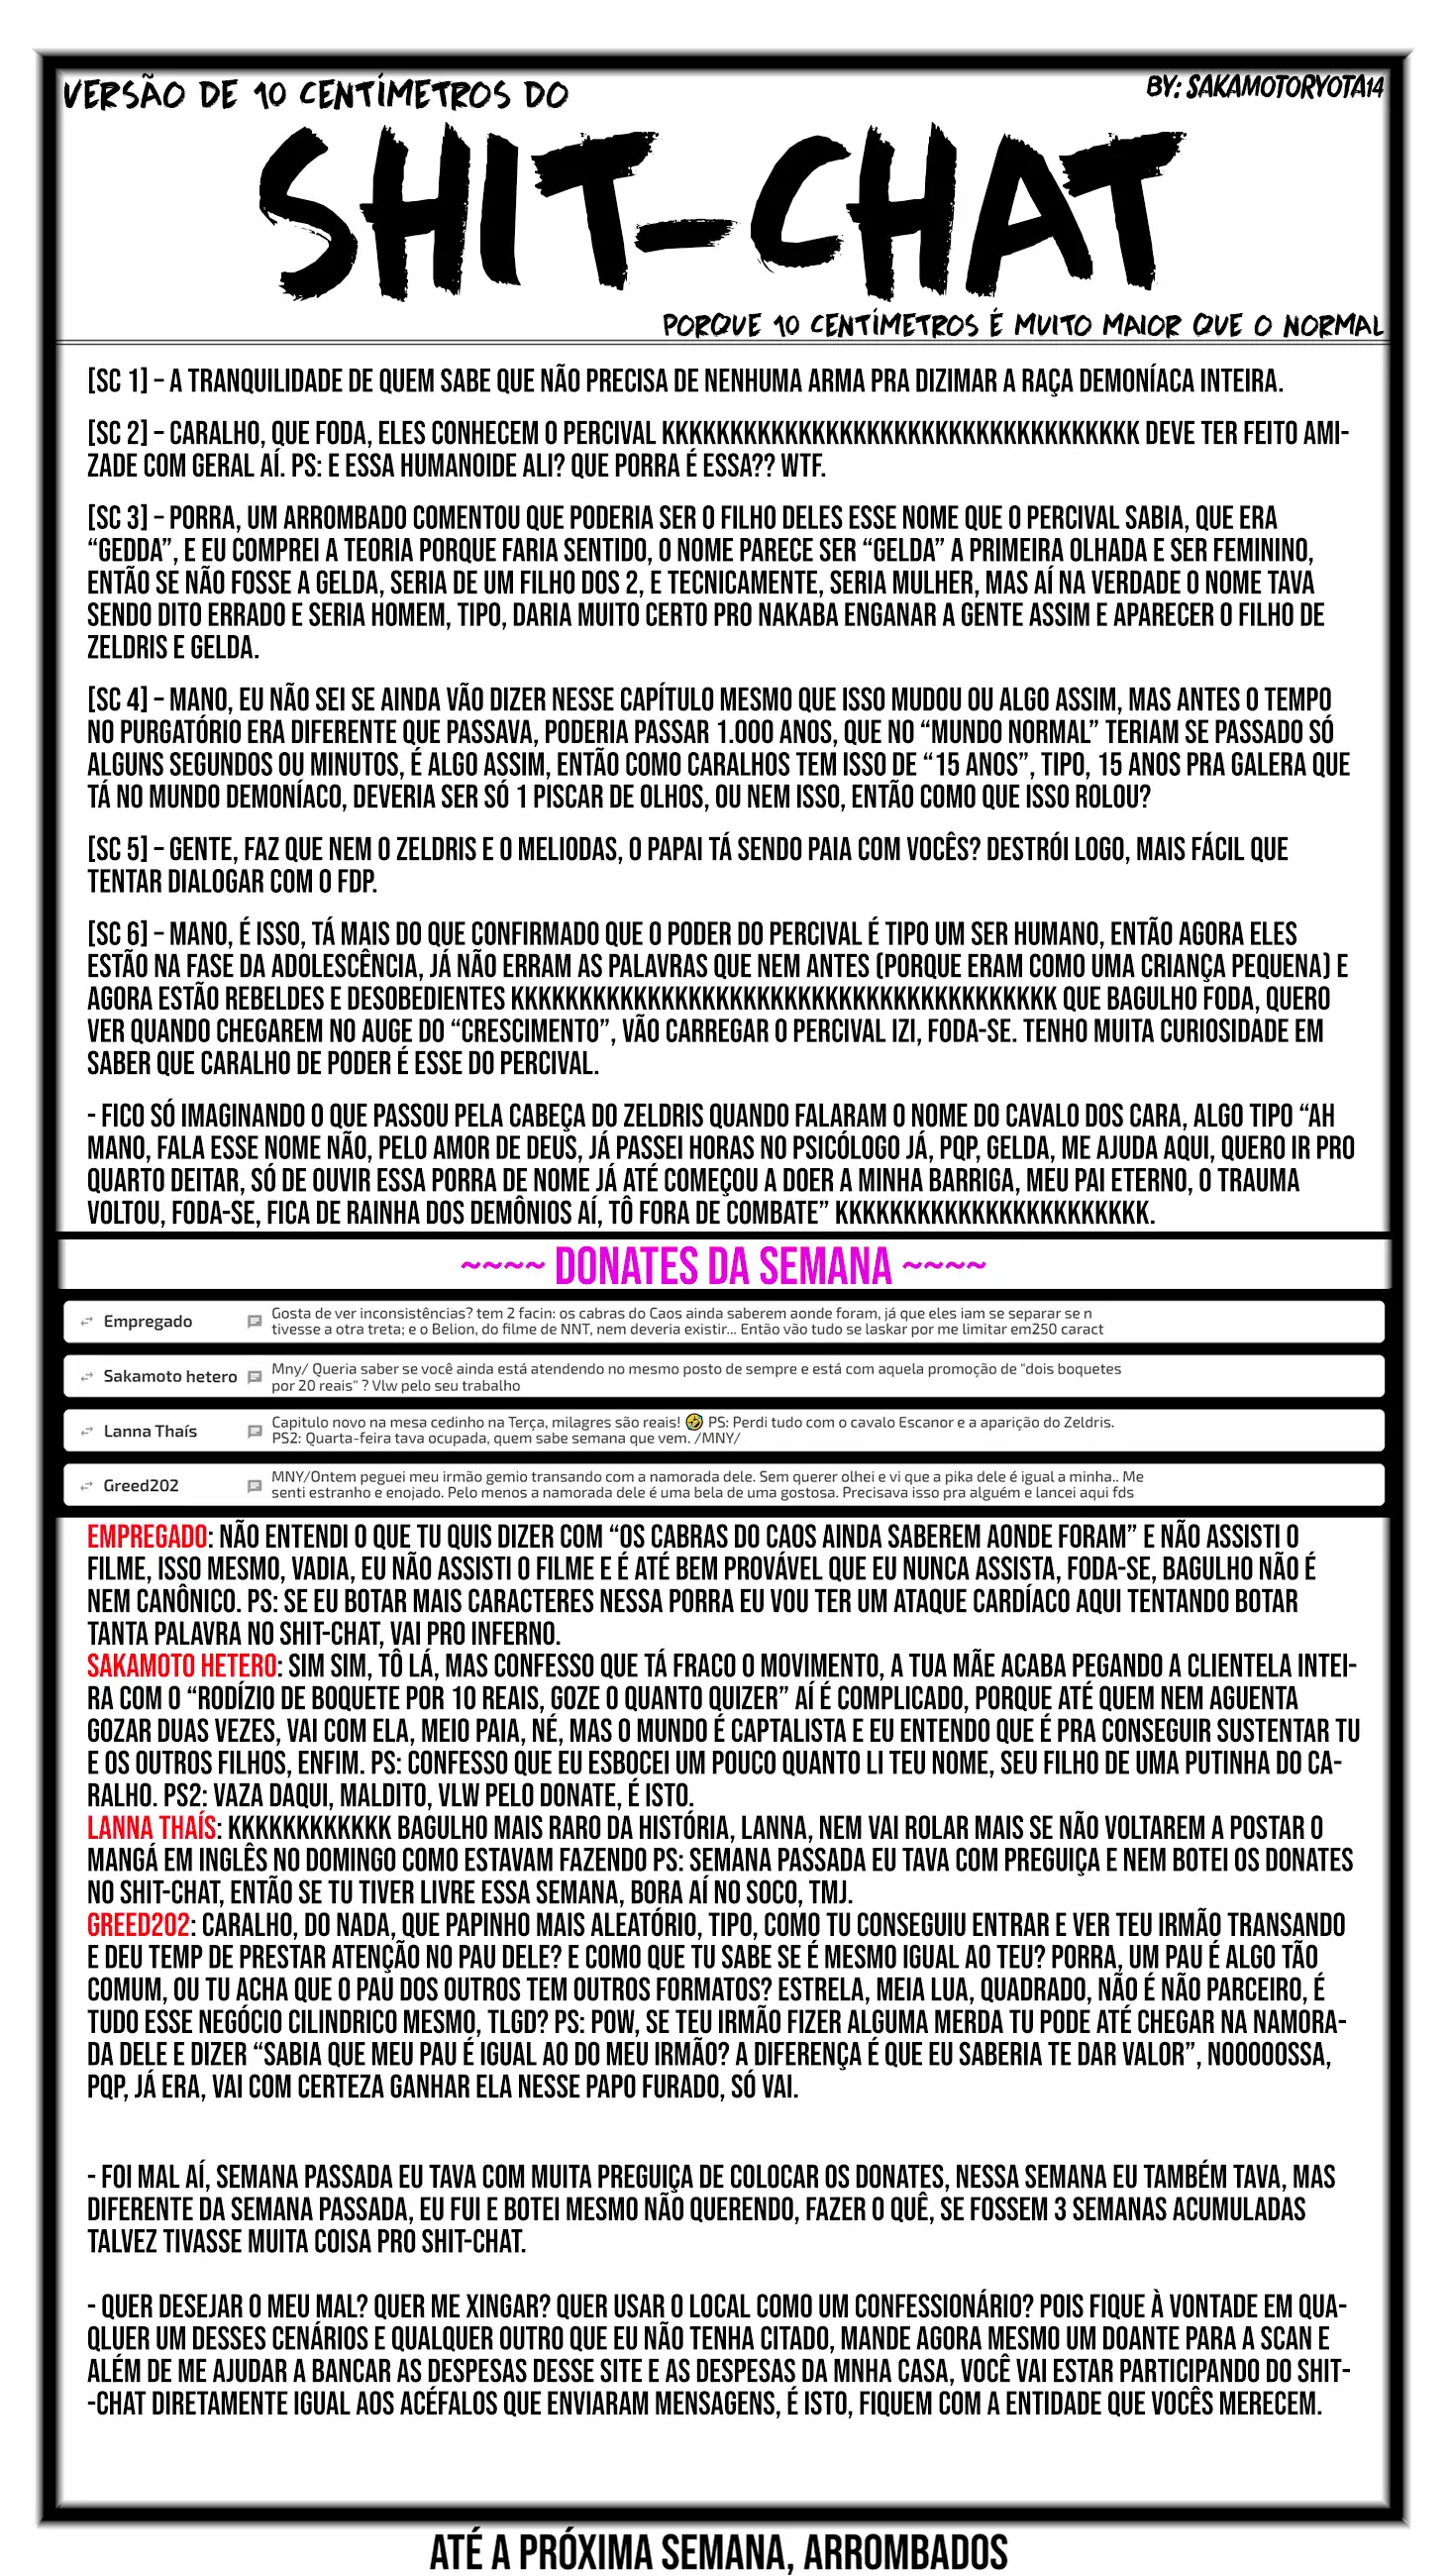 VERSÃO DE 10 CENTÍMETROS DO
BY: SAKAMOTORYOTA14
SHIT-CHAT
PORQUE 10 CENTÍMETROS É MUITO MAIOR QUE O NORMAL
[SC 1] – A TRANQUILIDADE DE QUEM SABE QUE NÃO PRECISA DE NENHUMA ARMA PRA DIZIMAR A RAÇA DEMONÍACA INTEIRA.
[SC 2] – CARALHO, QUE FODA, ELES CONHECEM O PERCIVAL KKKKKKKKKKKKKKKKKKKKKKKKKKKKKKKKKKK DEVE TER FEITO AMI-
ZADE COM GERAL AÍ. PS: E ESSA HUMANOIDE ALI? QUE PORRA É ESSA?? WTF.
[SC 3] – PORRA, UM ARROMBADO COMENTOU QUE PODERIA SER O FILHO DELES ESSE NOME QUE O PERCIVAL SABIA, QUE ERA
“GEDDA”, E EU COMPREI A TEORIA PORQUE FARIA SENTIDO, O NOME PARECE SER “GELDA” A PRIMEIRA OLHADA E SER FEMININO,
ENTÃO SE NÃO FOSSE A GELDA, SERIA DE UM FILHO DOS 2, E TECNICAMENTE, SERIA MULHER, MAS AÍ NA VERDADE O NOME TAVA
SENDO DITO ERRADO E SERIA HOMEM, TIPO, DARIA MUITO CERTO PRO NAKABA ENGANAR A GENTE ASSIM E APARECER O FILHO DE
ZELDRIS E GELDA.
[SC 4] – MANO, EU NÃO SEI SE AINDA VÃO DIZER NESSE CAPÍTULO MESMO QUE ISSO MUDOU OU ALGO ASSIM, MAS ANTES O TEMPO
NO PURGATÓRIO ERA DIFERENTE QUE PASSAVA, PODERIA PASSAR 1.000 ANOS, QUE NO “MUNDO NORMAL” TERIAM SE PASSADO SÓ
ALGUNS SEGUNDOS OU MINUTOS, É ALGO ASSIM, ENTÃO COMO CARALHOS TEM ISSO DE “15 ANOS”, TIPO, 15 ANOS PRA GALERA QUE
TÁ NO MUNDO DEMONÍACO, DEVERIA SER SÓ 1 PISCAR DE OLHOS, OU NEM ISSO, ENTÃO COMO QUE ISSO ROLOU?
[SC 5] – GENTE, FAZ QUE NEM O ZELDRIS E O MELIODAS, O PAPAI TÁ SENDO PAIA COM VOCÊS? DESTRÓI LOGO, MAIS FÁCIL QUE
TENTAR DIALOGAR COM O FDP.
[SC 6] – MANO, É ISSO, TÁ MAIS DO QUE CONFIRMADO QUE O PODER DO PERCIVAL É TIPO UM SER HUMANO, ENTÃO AGORA ELES
ESTÃO NA FASE DA ADOLESCÊNCIA, JÁ NÃO ERRAM AS PALAVRAS QUE NEM ANTES (PORQUE ERAM COMO UMA CRIANÇA PEQUENA) E
AGORA ESTÃO REBELDES E DESOBEDIENTES KKKKKKKKKKKKKKKKKKKKKKKKKKKKKKKKKKKKKKKK QUE BAGULHO FODA, QUERO
VER QUANDO CHEGAREM NO AUGE DO “CRESCIMENTO”, VÃO CARREGAR O PERCIVAL IZI, FODA-SE. TENHO MUITA CURIOSIDADE EM
SABER QUE CARALHO DE PODER É ESSE DO PERCIVAL.
- FICO SÓ IMAGINANDO O QUE PASSOU PELA CABEÇA DO ZELDRIS QUANDO FALARAM O NOME DO CAVALO DOS CARA, ALGO TIPO “AH
MANO, FALA ESSE NOME NÃO, PELO AMOR DE DEUS, JÁ PASSEI HORAS NO PSICÓLOGO JÁ, PQP, GELDA, ME AJUDA AQUI, QUERO IR PRO
QUARTO DEITAR, SÓ DE OUVIR ESSA PORRA DE NOME JÁ ATÉ COMEÇOU A DOER A MINHA BARRIGA, MEU PAI ETERNO, O TRAUMA
VOLTOU, FODA-SE, FICA DE RAINHA DOS DEMÔNIOS AÍ, TÔ FORA DE COMBATE” KKKKKKKKKKKKKKKKKKKKKKK.
~~~~ DONATES DA SEMANA ~~~~
Empregado
Gosta de ver inconsistências? tem 2 facin: os cabras do Caos ainda saberem aonde foram, já que eles iam se separar se n
tivesse a otra treta; e o Belion, do filme de NNT, nem deveria existir... Então vão tudo se laskar por me limitar em250 caract
Sakamoto hetero
Mny/ Queria saber se você ainda está atendendo no mesmo posto de sempre e está com aquela promoção de "dois boquetes
por 20 reais" ? Vlw pelo seu trabalho
Lanna Thaís
Capitulo novo na mesa cedinho na Terça, milagres são reais! 🤣 PS: Perdi tudo com o cavalo Escanor e a aparição do Zeldris.
PS2: Quarta-feira tava ocupada, quem sabe semana que vem. /MNY/
Greed202
MNY/Ontem peguei meu irmão gemio transando com a namorada dele. Sem querer olhei e vi que a pika dele é igual a minha.. Me
senti estranho e enojado. Pelo menos a namorada dele é uma bela de uma gostosa. Precisava isso pra alguém e lancei aqui fds
EMPREGADO: NÃO ENTENDI O QUE TU QUIS DIZER COM “OS CABRAS DO CAOS AINDA SABEREM AONDE FORAM” E NÃO ASSISTI O
FILME, ISSO MESMO, VADIA, EU NÃO ASSISTI O FILME E É ATÉ BEM PROVÁVEL QUE EU NUNCA ASSISTA, FODA-SE, BAGULHO NÃO É
NEM CANÔNICO. PS: SE EU BOTAR MAIS CARACTERES NESSA PORRA EU VOU TER UM ATAQUE CARDÍACO AQUI TENTANDO BOTAR
TANTA PALAVRA NO SHIT-CHAT, VAI PRO INFERNO.
SAKAMOTO HETERO: SIM SIM, TÔ LÁ, MAS CONFESSO QUE TÁ FRACO O MOVIMENTO, A TUA MÃE ACABA PEGANDO A CLIENTELA INTEI-
RA COM O “RODÍZIO DE BOQUETE POR 10 REAIS, GOZE O QUANTO QUIZER” AÍ É COMPLICADO, PORQUE ATÉ QUEM NEM AGUENTA
GOZAR DUAS VEZES, VAI COM ELA, MEIO PAIA, NÉ, MAS O MUNDO É CAPTALISTA E EU ENTENDO QUE É PRA CONSEGUIR SUSTENTAR TU
E OS OUTROS FILHOS, ENFIM. PS: CONFESSO QUE EU ESBOCEI UM POUCO QUANTO LI TEU NOME, SEU FILHO DE UMA PUTINHA DO CA-
RALHO. PS2: VAZA DAQUI, MALDITO, VLW PELO DONATE, É ISTO.
LANNA THAÍS: KKKKKKKKKKKK BAGULHO MAIS RARO DA HISTÓRIA, LANNA, NEM VAI ROLAR MAIS SE NÃO VOLTAREM A POSTAR O
MANGÁ EM INGLÊS NO DOMINGO COMO ESTAVAM FAZENDO PS: SEMANA PASSADA EU TAVA COM PREGUIÇA E NEM BOTEI OS DONATES
NO SHIT-CHAT, ENTÃO SE TU TIVER LIVRE ESSA SEMANA, BORA AÍ NO SOCO, TMJ.
GREED202: CARALHO, DO NADA, QUE PAPINHO MAIS ALEATÓRIO, TIPO, COMO TU CONSEGUIU ENTRAR E VER TEU IRMÃO TRANSANDO
E DEU TEMP DE PRESTAR ATENÇÃO NO PAU DELE? E COMO QUE TU SABE SE É MESMO IGUAL AO TEU? PORRA, UM PAU É ALGO TÃO
COMUM, OU TU ACHA QUE O PAU DOS OUTROS TEM OUTROS FORMATOS? ESTRELA, MEIA LUA, QUADRADO, NÃO É NÃO PARCEIRO, É
TUDO ESSE NEGÓCIO CILINDRICO MESMO, TLGD? PS: POW, SE TEU IRMÃO FIZER ALGUMA MERDA TU PODE ATÉ CHEGAR NA NAMORA-
DA DELE E DIZER “SABIA QUE MEU PAU É IGUAL AO DO MEU IRMÃO? A DIFERENÇA É QUE EU SABERIA TE DAR VALOR”, NOOOOOSSA,
PQP, JÁ ERA, VAI COM CERTEZA GANHAR ELA NESSE PAPO FURADO, SÓ VAI.
- FOI MAL AÍ, SEMANA PASSADA EU TAVA COM MUITA PREGUIÇA DE COLOCAR OS DONATES, NESSA SEMANA EU TAMBÉM TAVA, MAS
DIFERENTE DA SEMANA PASSADA, EU FUI E BOTEI MESMO NÃO QUERENDO, FAZER O QUÊ, SE FOSSEM 3 SEMANAS ACUMULADAS
TALVEZ TIVASSE MUITA COISA PRO SHIT-CHAT.
- QUER DESEJAR O MEU MAL? QUER ME XINGAR? QUER USAR O LOCAL COMO UM CONFESSIONÁRIO? POIS FIQUE À VONTADE EM QUA-
QLUER UM DESSES CENÁRIOS E QUALQUER OUTRO QUE EU NÃO TENHA CITADO, MANDE AGORA MESMO UM DOANTE PARA A SCAN E
ALÉM DE ME AJUDAR A BANCAR AS DESPESAS DESSE SITE E AS DESPESAS DA MNHA CASA, VOCÊ VAI ESTAR PARTICIPANDO DO SHIT-
-CHAT DIRETAMENTE IGUAL AOS ACÉFALOS QUE ENVIARAM MENSAGENS, É ISTO, FIQUEM COM A ENTIDADE QUE VOCÊS MERECEM.
ATÉ A PRÓXIMA SEMANA, ARROMBADOS